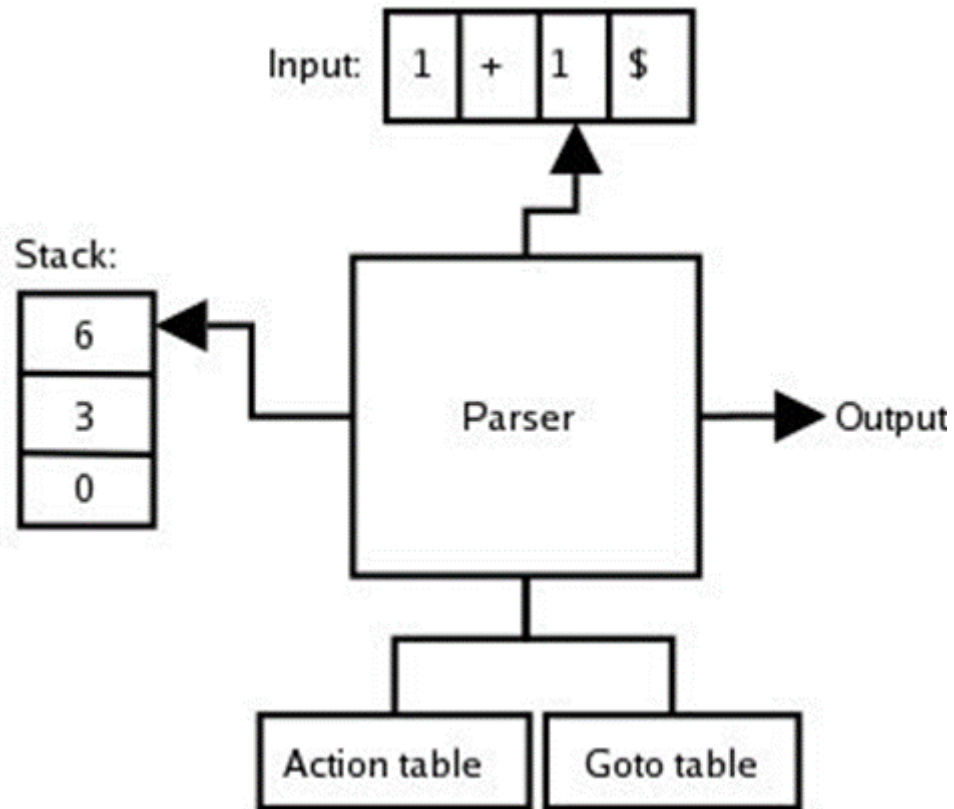 Input: 1 + 1 $
Stack:
6
3
0
Parser
Output
Action table
Goto table